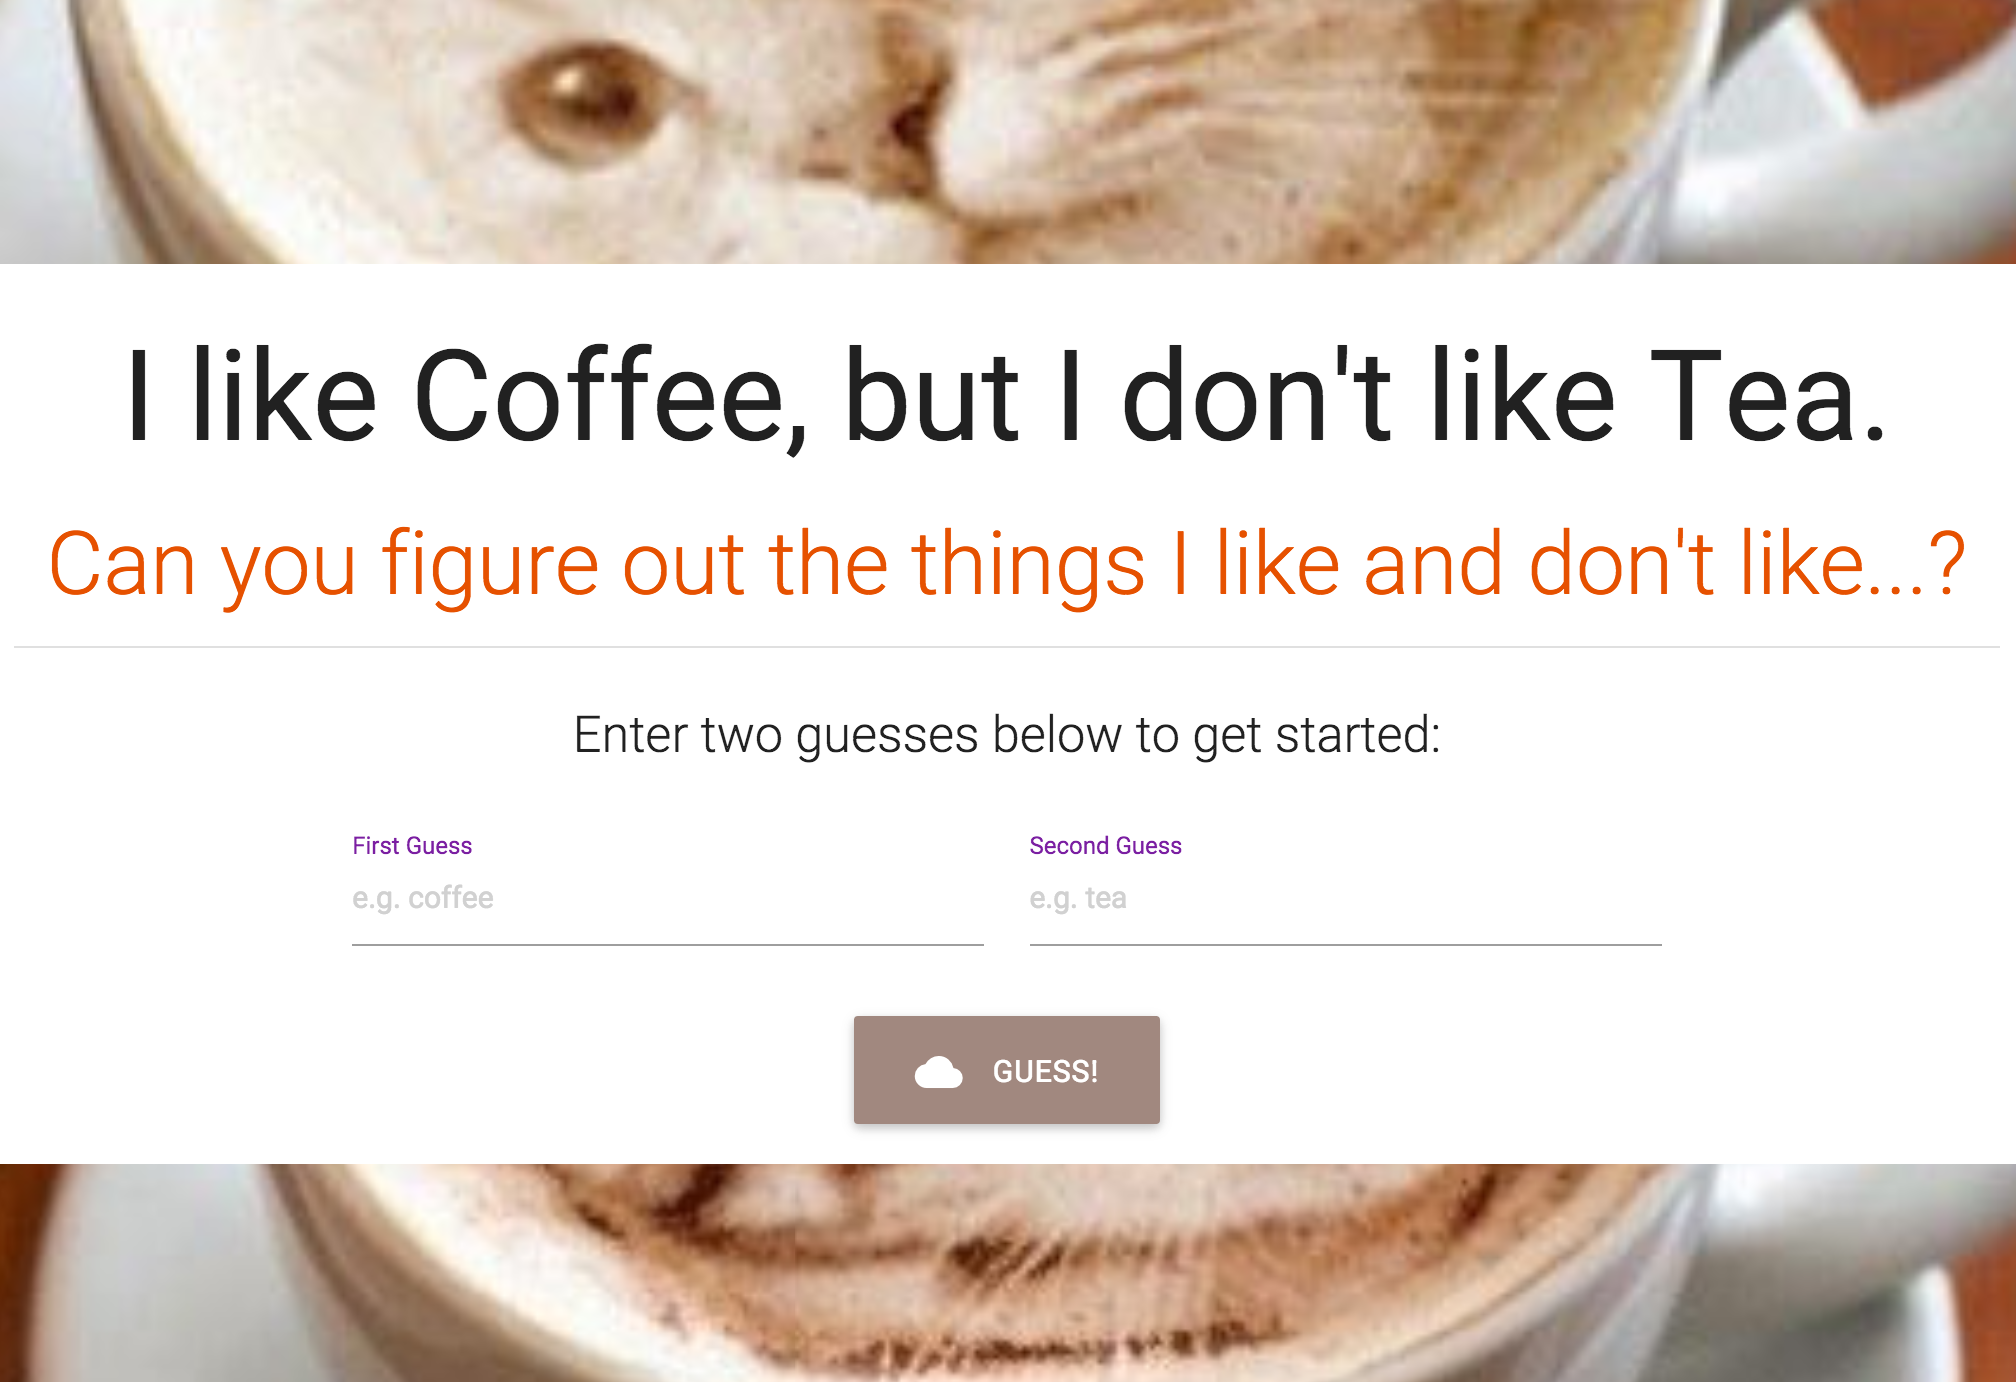 I like Coffee, but I don't like Tea.
Can you figure out the things I like and don't like...?
Enter two guesses below to get started:
First Guess
Second Guess
e.g. coffee
e.g. tea
GUESS!